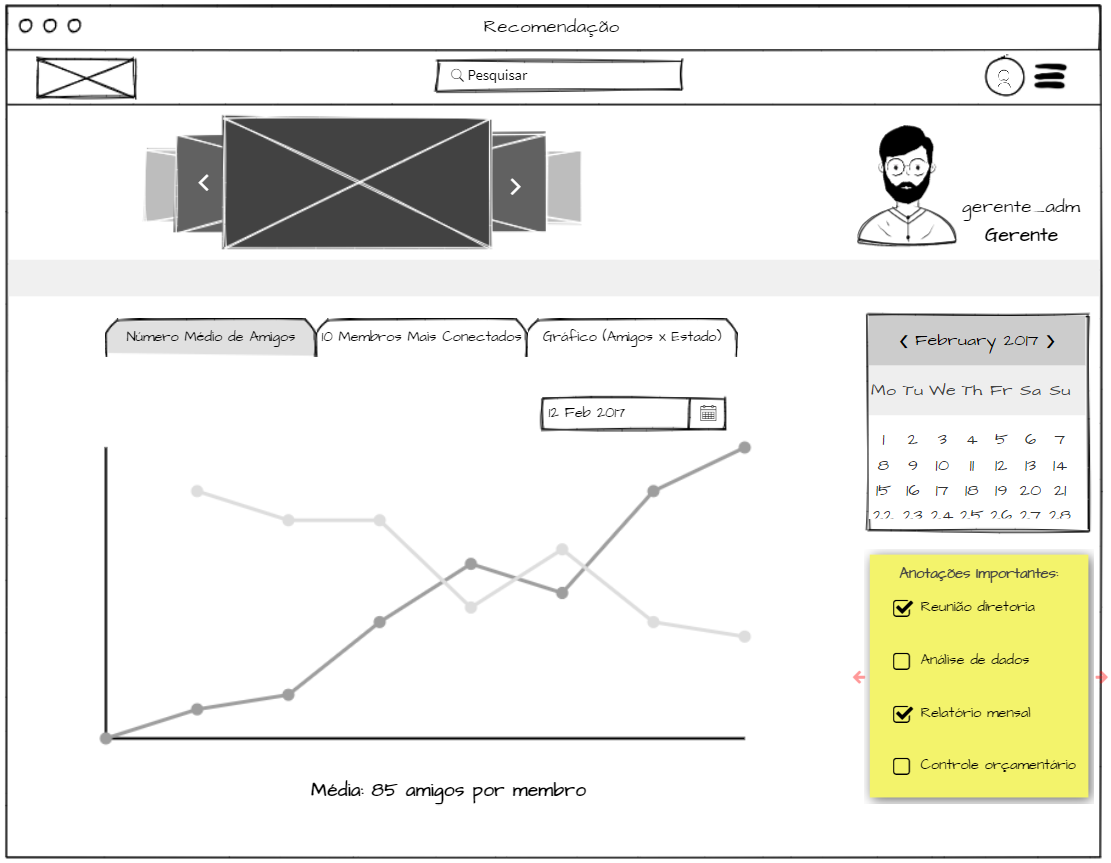 Recomendação
Pesquisar
gerente_adm
Gerente
Número Médio de Amigos
10 Membros Mais Conectados
Gráfico (Amigos x Estado)
12 Feb 2017
Média: 85 amigos por membro
February 2017
Mo Tu We Th Fr Sa Su
1 2 3 4 5 6 7
8 9 10 11 12 13 14
15 16 17 18 19 20 21
22 23 24 25 26 27 28
Anotações Importantes:
Reunião diretoria
Análise de dados
Relatório mensal
Controle orçamentário